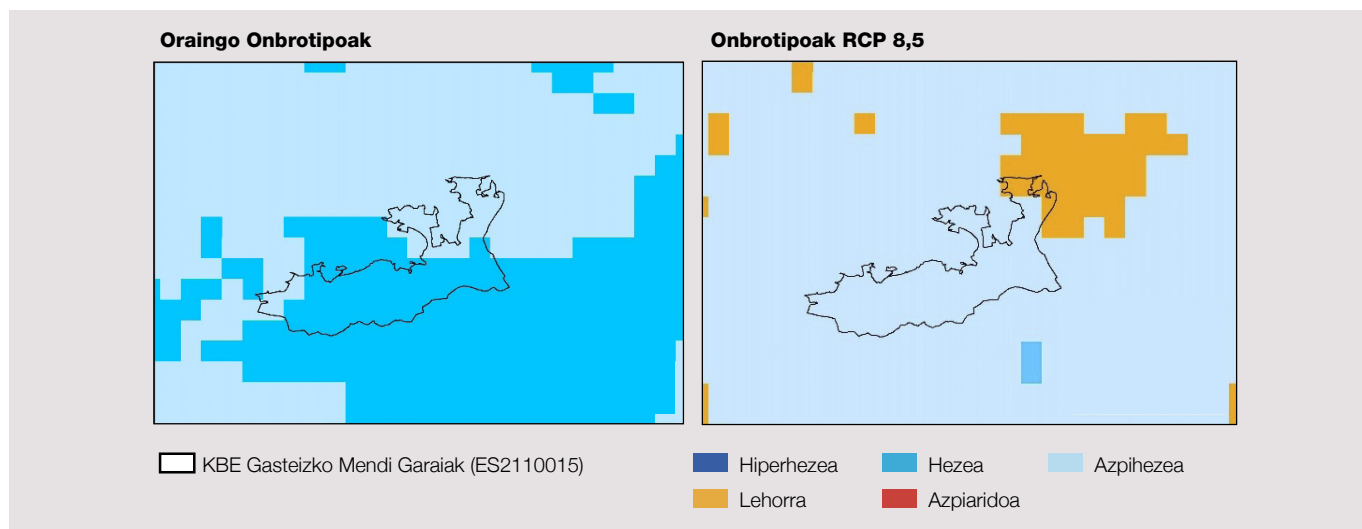 Oraingo Onbrotipoak
Onbrotipoak RCP 8,5
KBE Gasteizko Mendi Garaiak (ES2110015)
Hiperhezea
Hezea
Azpihezea
Lehorra
Azpiaridoa